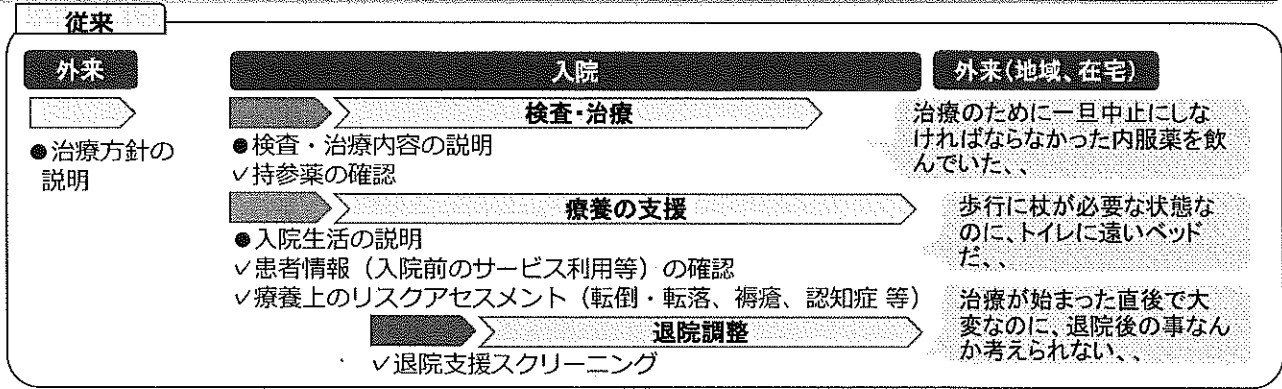 従来
外来
入院
外来(地域、在宅)
検査・治療
●治療方針の
説明
●検査・治療内容の説明
✓持参薬の確認
治療のために一旦中止にしな
ければならなかった内服薬を飲
んでいた、、
療養の支援
●入院生活の説明
✓患者情報（入院前のサービス利用等）の確認
✓療養上のリスクアセスメント（転倒・転落、褥瘡、認知症 等）
歩行に杖が必要な状態な
のに、トイレに遠いベッド
だ、、
退院調整
✓退院支援スクリーニング
治療が始まった直後で大
変なのに、退院後の事なん
か考えられない、、